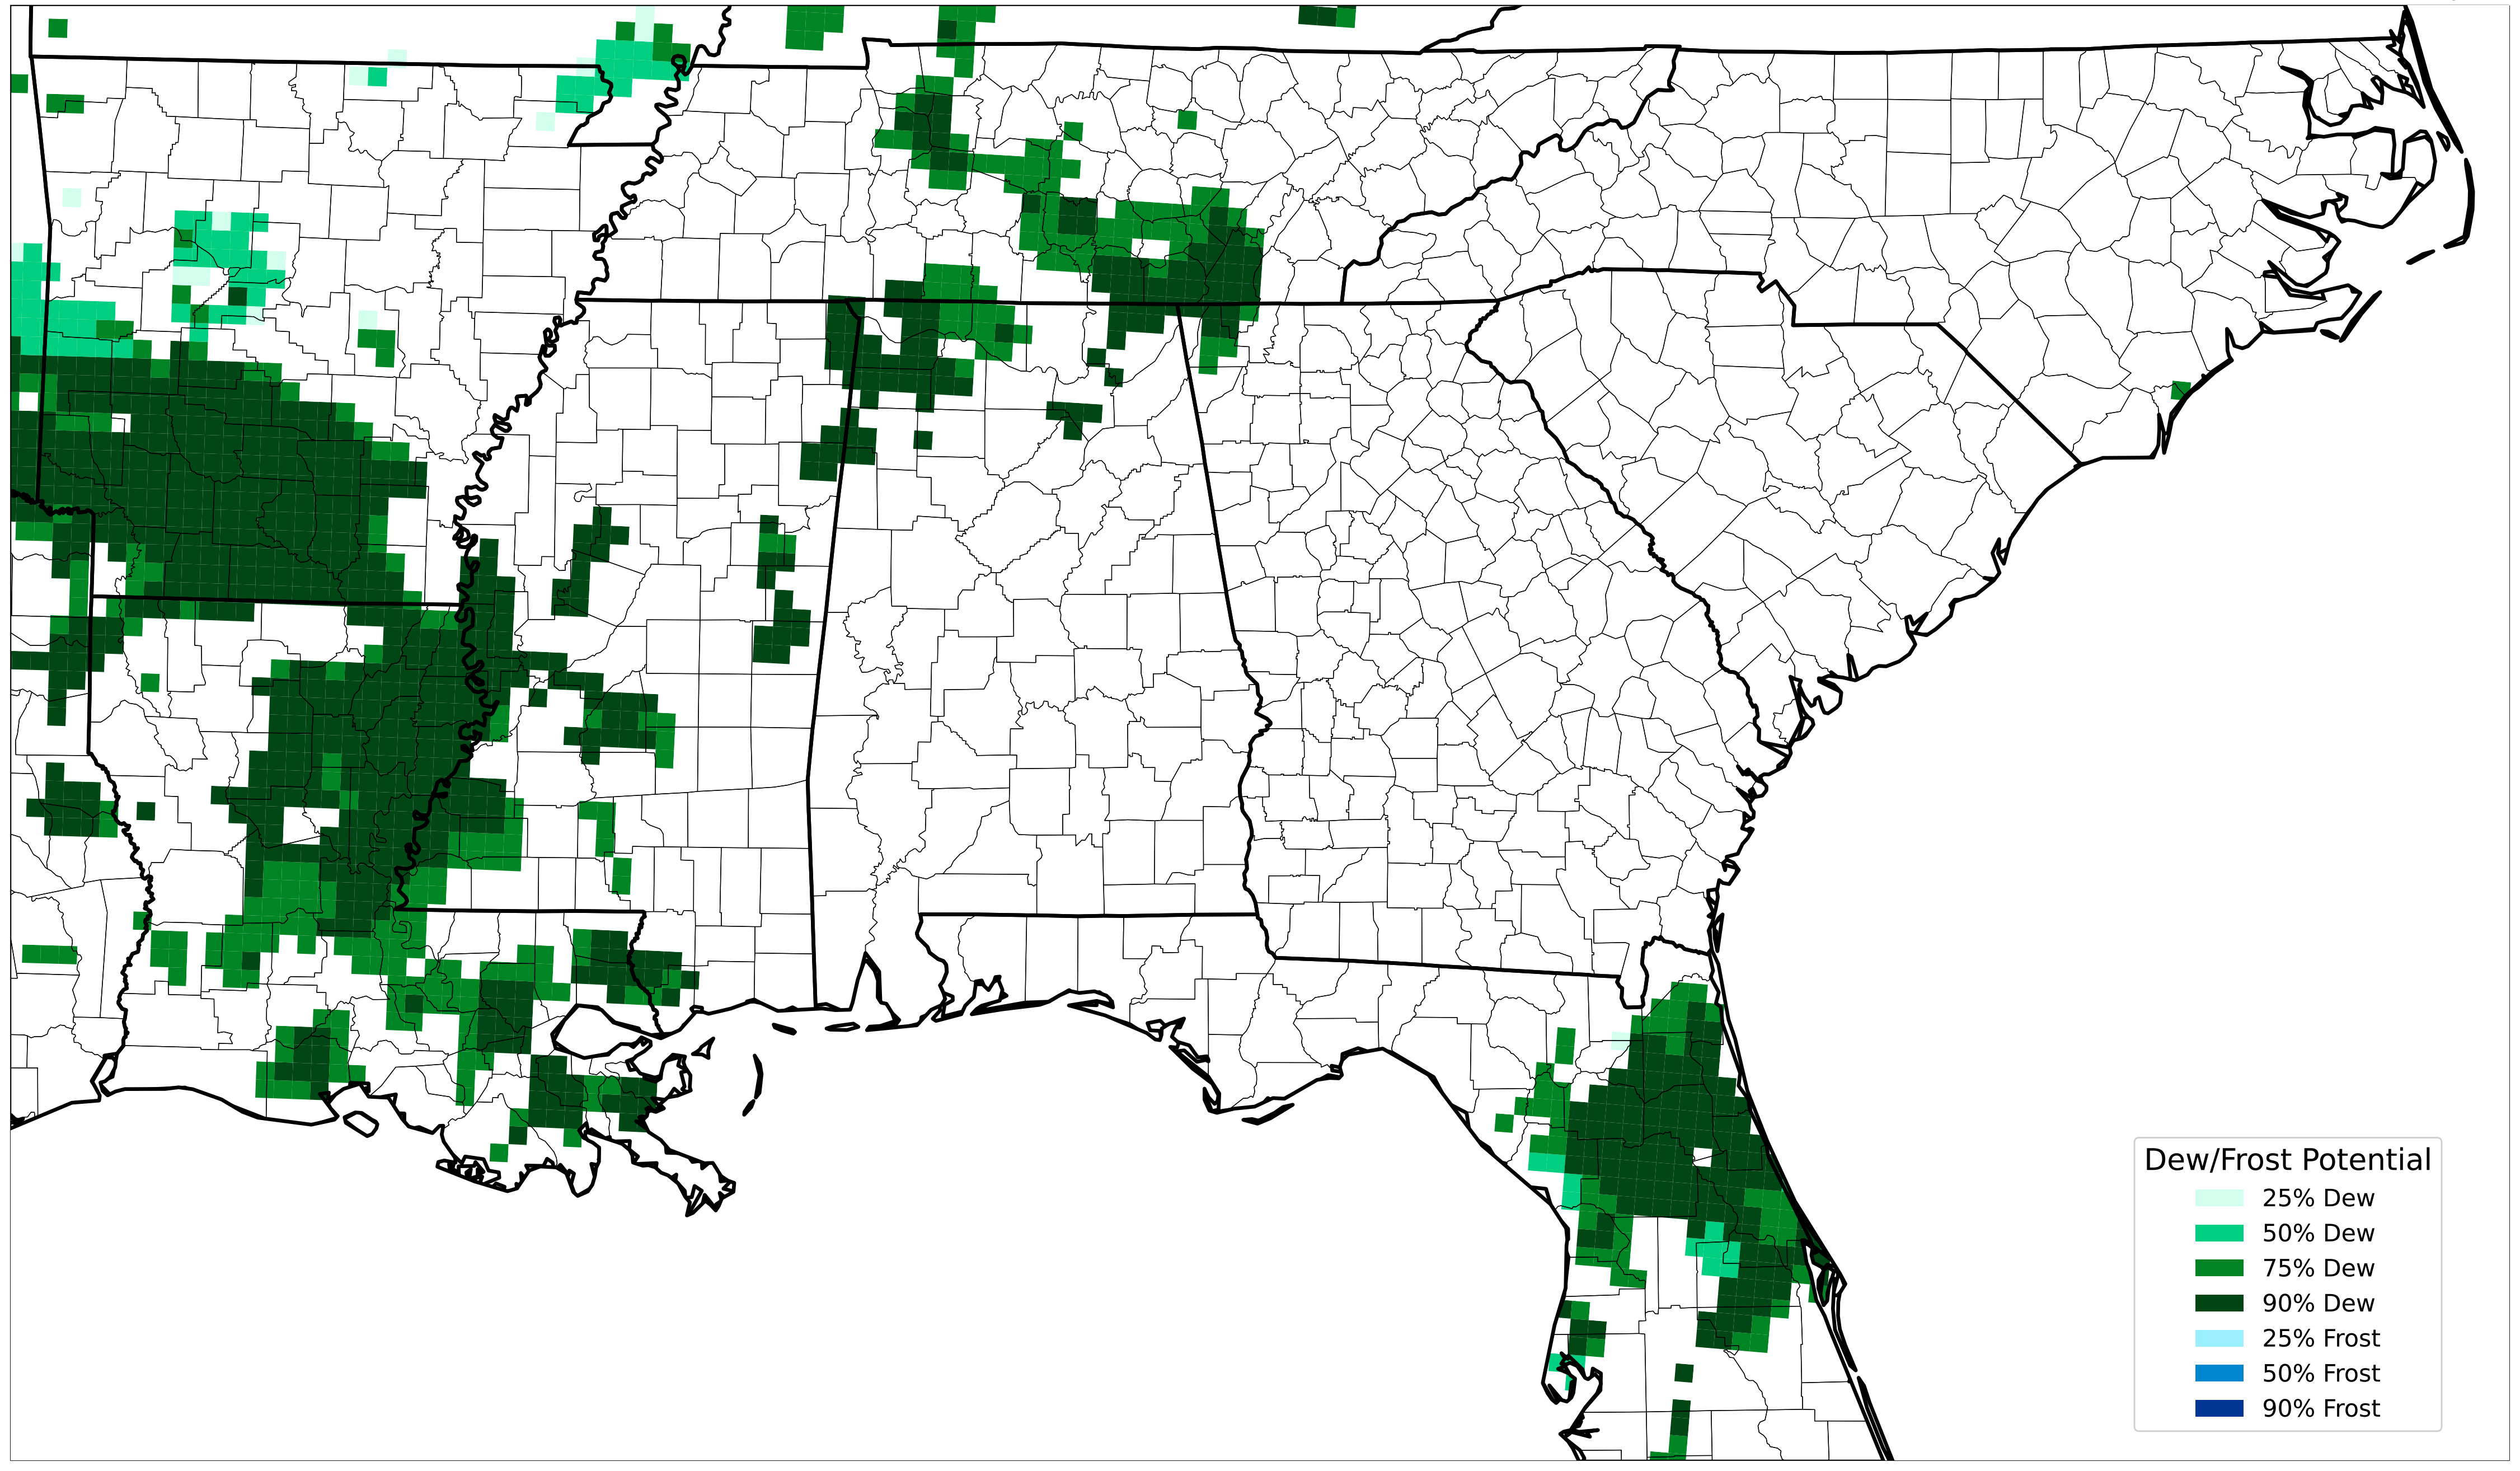 Dew/Frost Potential
25% Dew
50% Dew
75% Dew
90% Dew
25% Frost
50% Frost
90% Frost